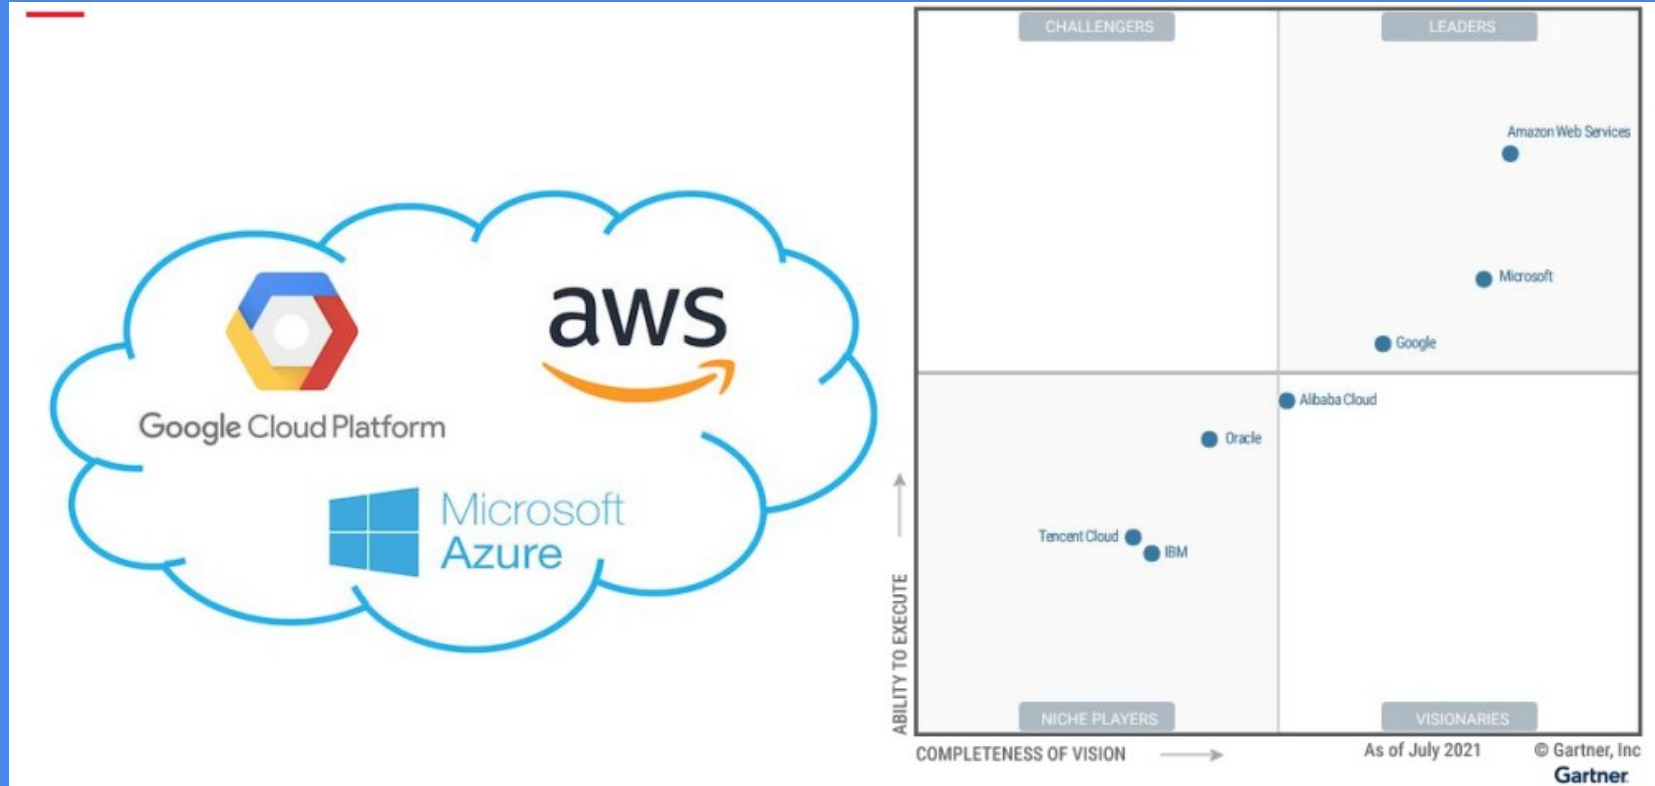 Google Cloud Platform
aws
Microsoft
Azure
CHALLENGERS
LEADERS
Amazon Web Services
Microsoft
Google
Alibaba Cloud
Oracle
Tencent Cloud
IBM
ABILITY TO EXECUTE
NICHE PLAYERS
VISIONARIES
COMPLETENESS OF VISION
As of July 2021
© Gartner, Inc
Gartner